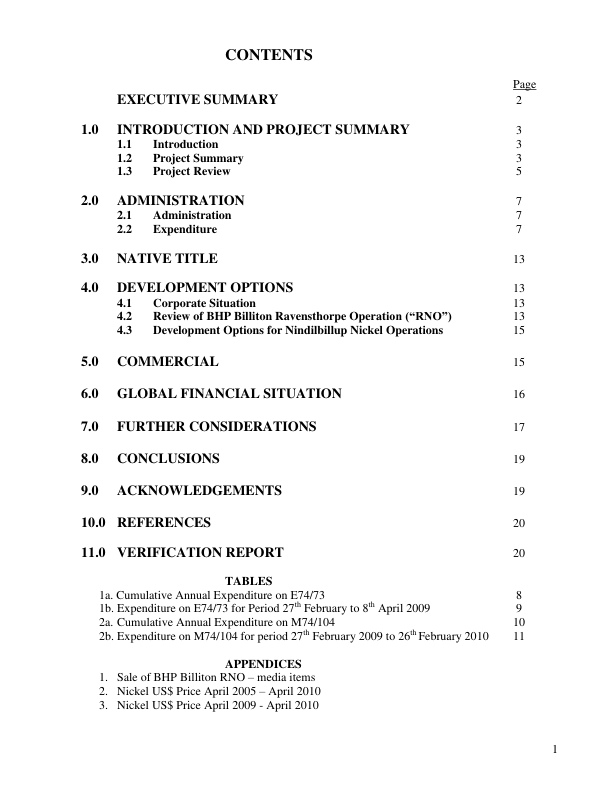 CONTENTS
Page
EXECUTIVE SUMMARY 2
1.0 INTRODUCTION AND PROJECT SUMMARY 3
1.1 Introduction 3
1.2 Project Summary 3
1.3 Project Review 5
2.0 ADMINISTRATION 7
2.1 Administration 7
2.2 Expenditure 7
3.0 NATIVE TITLE 13
4.0 DEVELOPMENT OPTIONS 13
4.1 Corporate Situation 13
4.2 Review of BHP Billiton Ravensthorpe Operation (“RNO”) 13
4.3 Development Options for Nindilbillup Nickel Operations 15
5.0 COMMERCIAL 15
6.0 GLOBAL FINANCIAL SITUATION 16
7.0 FURTHER CONSIDERATIONS 17
8.0 CONCLUSIONS 19
9.0 ACKNOWLEDGEMENTS 19
10.0 REFERENCES 20
11.0 VERIFICATION REPORT 20
TABLES
1a. Cumulative Annual Expenditure on E74/73 8
1b. Expenditure on E74/73 for Period 27th February to 8th April 2009 9
2a. Cumulative Annual Expenditure on M74/104 10
2b. Expenditure on M74/104 for period 27th February 2009 to 26th February 2010 11
APPENDICES
1. Sale of BHP Billiton RNO – media items
2. Nickel US$ Price April 2005 – April 2010
3. Nickel US$ Price April 2009 - April 2010
1